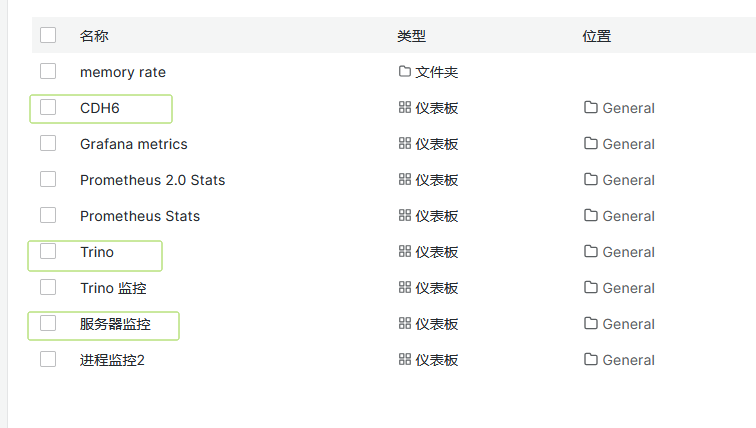 名称 类型 位置
memory rate 文件夹
CDH6 仪表板 General
Grafana metrics 仪表板 General
Prometheus 2.0 Stats 仪表板 General
Prometheus Stats 仪表板 General
Trino 仪表板 General
Trino 监控 仪表板 General
服务器监控 仪表板 General
进程监控2 仪表板 General